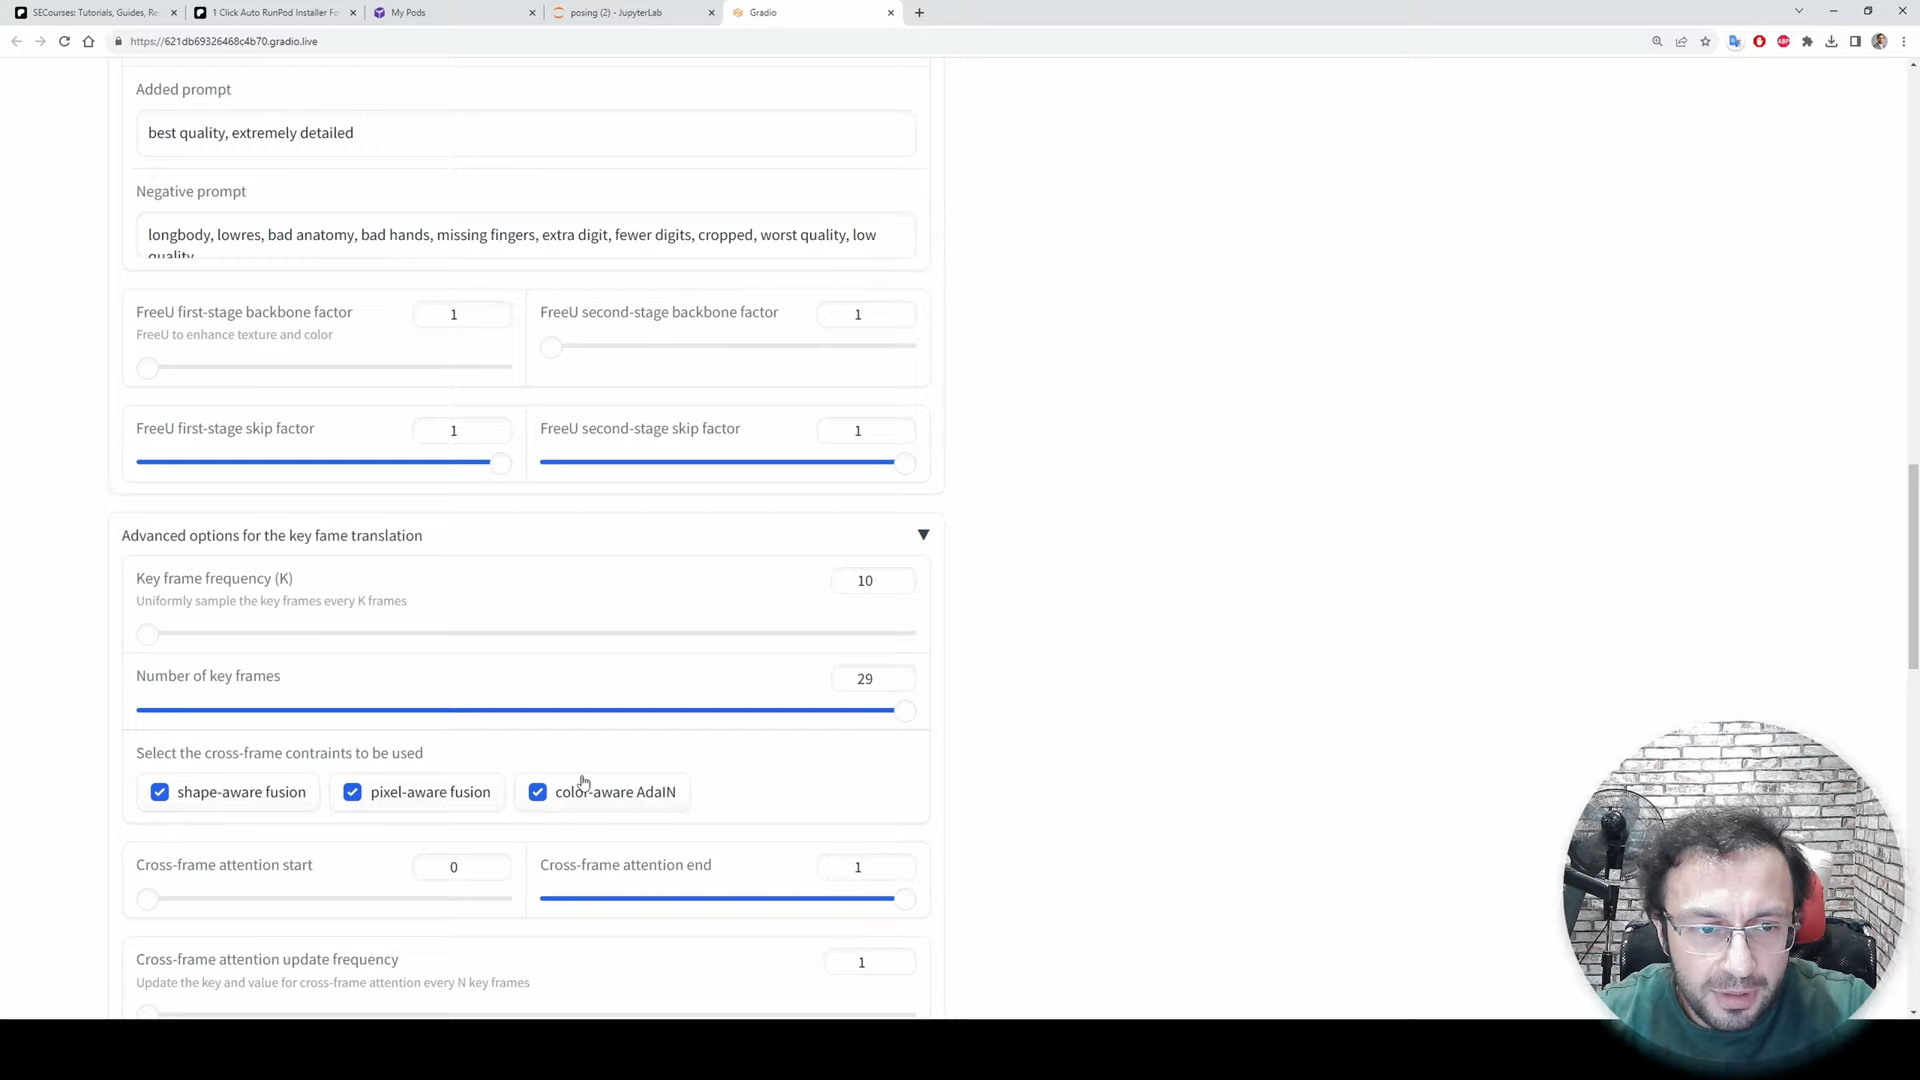 SECourses: Tutorials, Guides, Re
1 Click Auto RunPod Installer Fo
My Pods
posing (2) - JupyterLab
Gradio
https://621db69326468c4b70.gradio.live
ABP
Added prompt
best quality, extremely detailed
Negative prompt
longbody, lowres, bad anatomy, bad hands, missing fingers, extra digit, fewer digits, cropped, worst quality, low
quality
FreeU first-stage backbone factor
1
FreeU to enhance texture and color
FreeU second-stage backbone factor
1
FreeU first-stage skip factor
1
FreeU second-stage skip factor
1
Advanced options for the key fame translation
Key frame frequency (K)
10
Uniformly sample the key frames every K frames
Number of key frames
29
Select the cross-frame contraints to be used
shape-aware fusion
pixel-aware fusion
color-aware AdaIN
Cross-frame attention start
0
Cross-frame attention end
1
Cross-frame attention update frequency
1
Update the key and value for cross-frame attention every N key frames